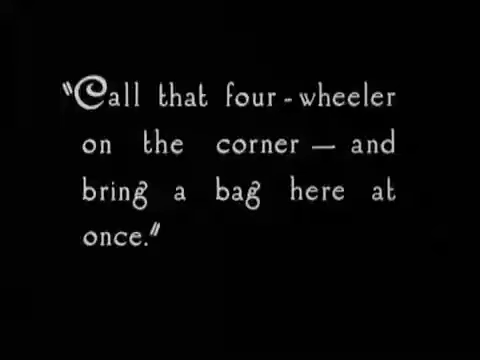 "Call that four-wheeler
on the corner — and
bring a bag here at
once."